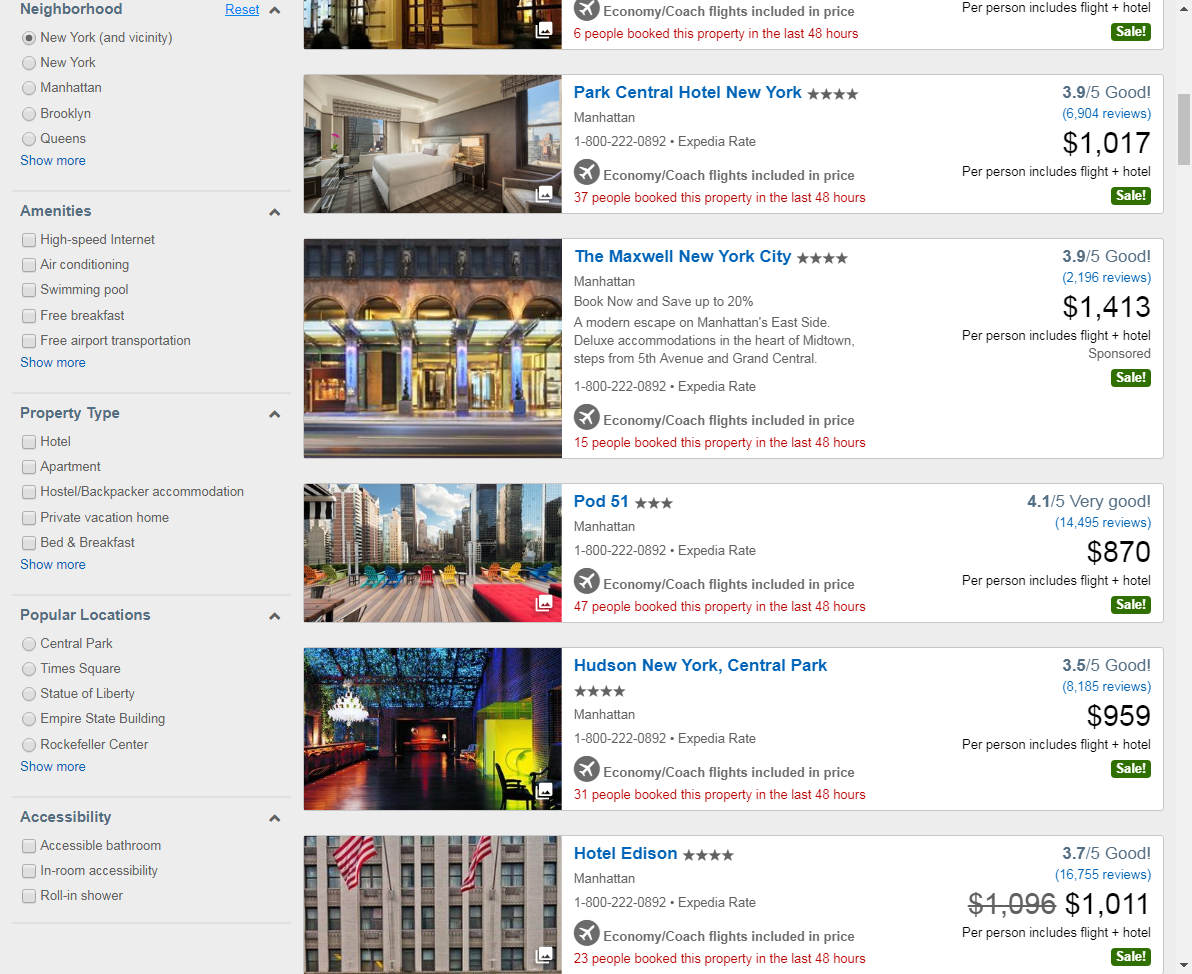 Neighborhood
Reset
New York (and vicinity)
New York
Manhattan
Brooklyn
Queens
Show more
Amenities
High-speed Internet
Air conditioning
Swimming pool
Free breakfast
Free airport transportation
Show more
Property Type
Hotel
Apartment
Hostel/Backpacker accommodation
Private vacation home
Bed & Breakfast
Show more
Popular Locations
Central Park
Times Square
Statue of Liberty
Empire State Building
Rockefeller Center
Show more
Accessibility
Accessible bathroom
In-room accessibility
Roll-in shower
Economy/Coach flights included in price
6 people booked this property in the last 48 hours
Per person includes flight + hotel
Sale!
Park Central Hotel New York
Manhattan
1-800-222-0892 • Expedia Rate
Economy/Coach flights included in price
37 people booked this property in the last 48 hours
3.9/5 Good!
(6,904 reviews)
$1,017
Per person includes flight + hotel
Sale!
The Maxwell New York City
Manhattan
Book Now and Save up to 20%
A modern escape on Manhattan's East Side.
Deluxe accommodations in the heart of Midtown,
steps from 5th Avenue and Grand Central.
1-800-222-0892 • Expedia Rate
Economy/Coach flights included in price
15 people booked this property in the last 48 hours
3.9/5 Good!
(2,196 reviews)
$1,413
Per person includes flight + hotel
Sponsored
Sale!
Pod 51
Manhattan
1-800-222-0892 • Expedia Rate
Economy/Coach flights included in price
47 people booked this property in the last 48 hours
4.1/5 Very good!
(14,495 reviews)
$870
Per person includes flight + hotel
Sale!
Hudson New York, Central Park
Manhattan
1-800-222-0892 • Expedia Rate
Economy/Coach flights included in price
31 people booked this property in the last 48 hours
3.5/5 Good!
(8,185 reviews)
$959
Per person includes flight + hotel
Sale!
Hotel Edison
Manhattan
1-800-222-0892 • Expedia Rate
Economy/Coach flights included in price
23 people booked this property in the last 48 hours
3.7/5 Good!
(16,755 reviews)
$1,096 $1,011
Per person includes flight + hotel
Sale!